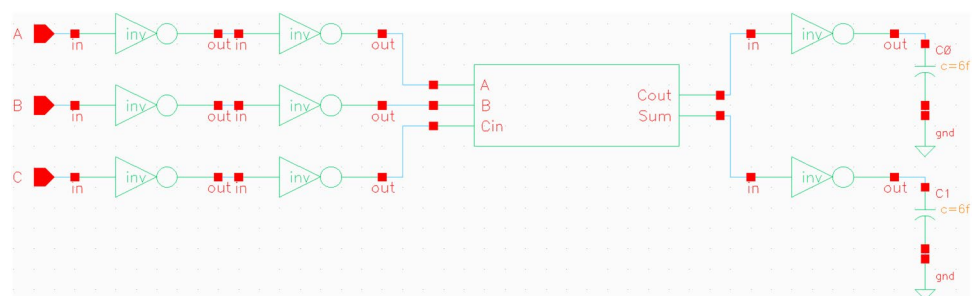 A in inv out in inv out
in inv out C0 c=6f gnd
B in inv out in inv out
A B Cin Cout Sum
C in inv out in inv out
in inv out C1 c=6f gnd